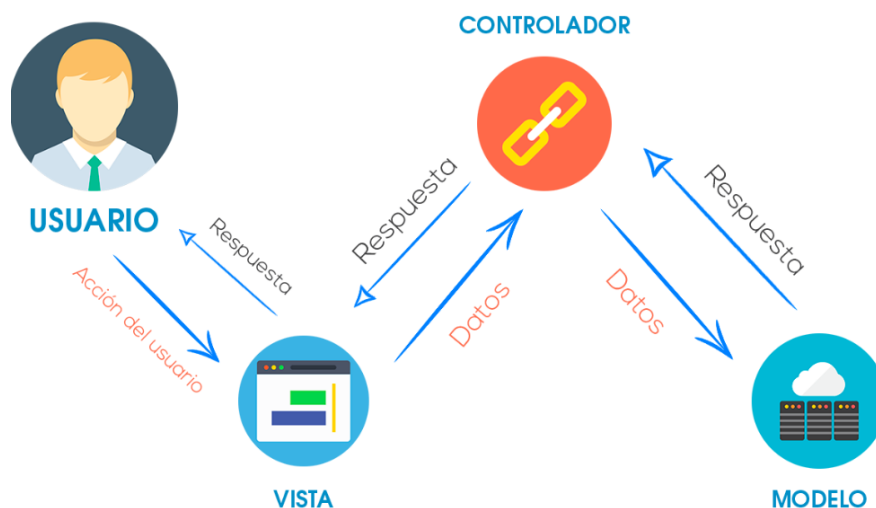 CONTROLADOR
USUARIO
Respuesta
Acción del usuario
Respuesta
Datos
Datos
Respuesta
VISTA
MODELO